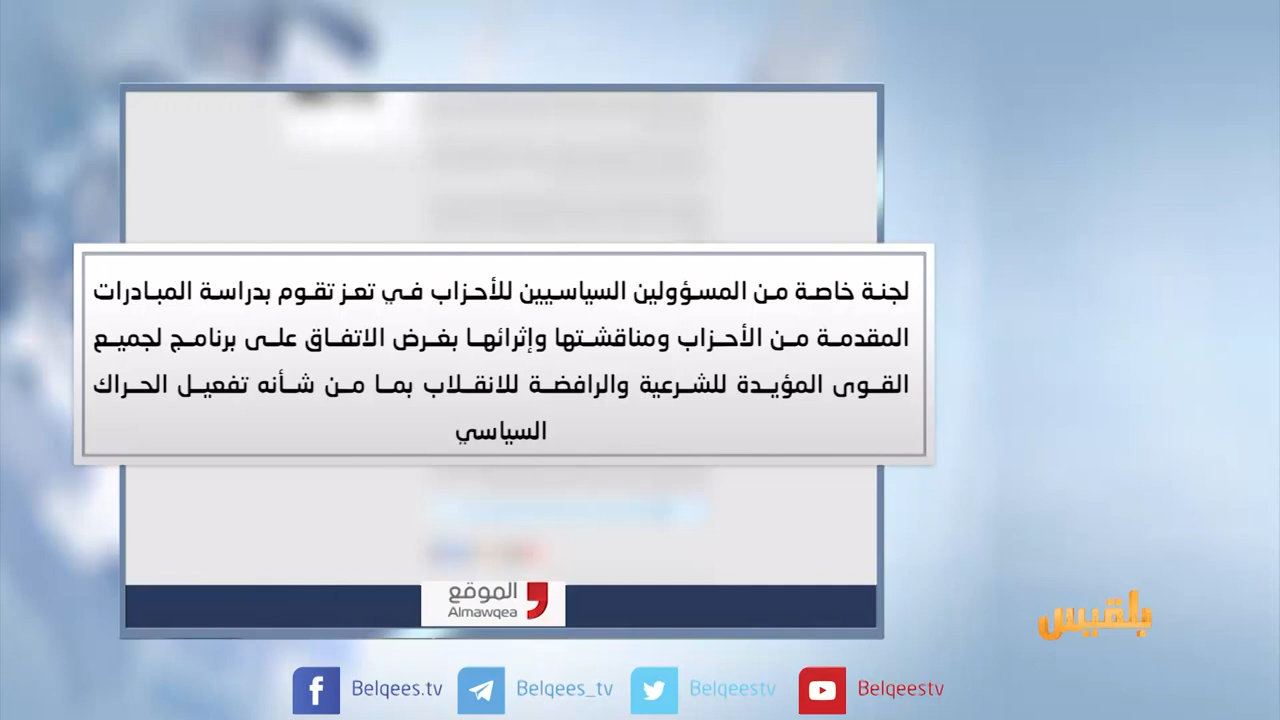 لجنة خاصة من المسؤولين السياسيين للأحزاب في تعز تقوم بدراسة المبادرات
المقدمة من الأحزاب ومناقشتها وإثرائها بغرض الاتفاق على برنامج لجميع
القوى المؤيدة للشرعية والرافضة للانقلاب بما من شأنه تفعيل الحراك
السياسي
الموقع
Almawqea
بلقيس
Belqees.tv
Belqees_tv
Belqeestv
Belqeestv